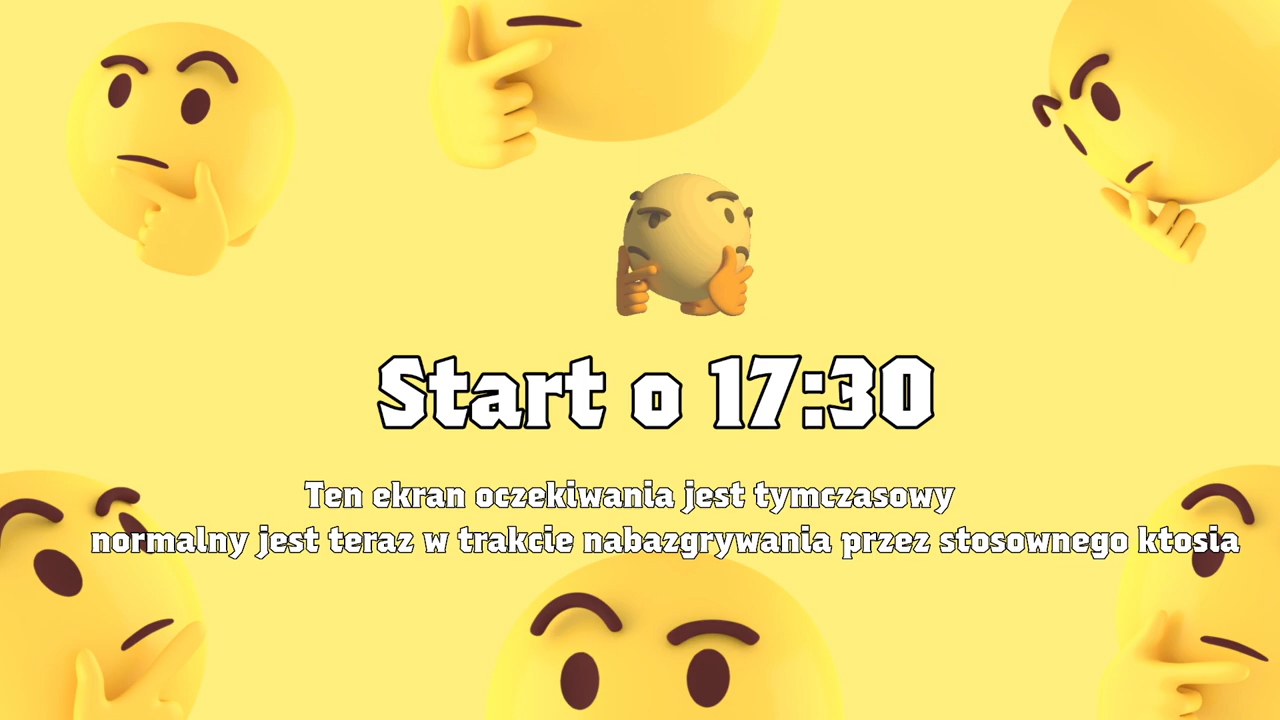 Start o 17:30
Ten ekran oczekiwania jest tymczasowy
normalny jest teraz w trakcie nabazgrywania przez stosownego ktosia